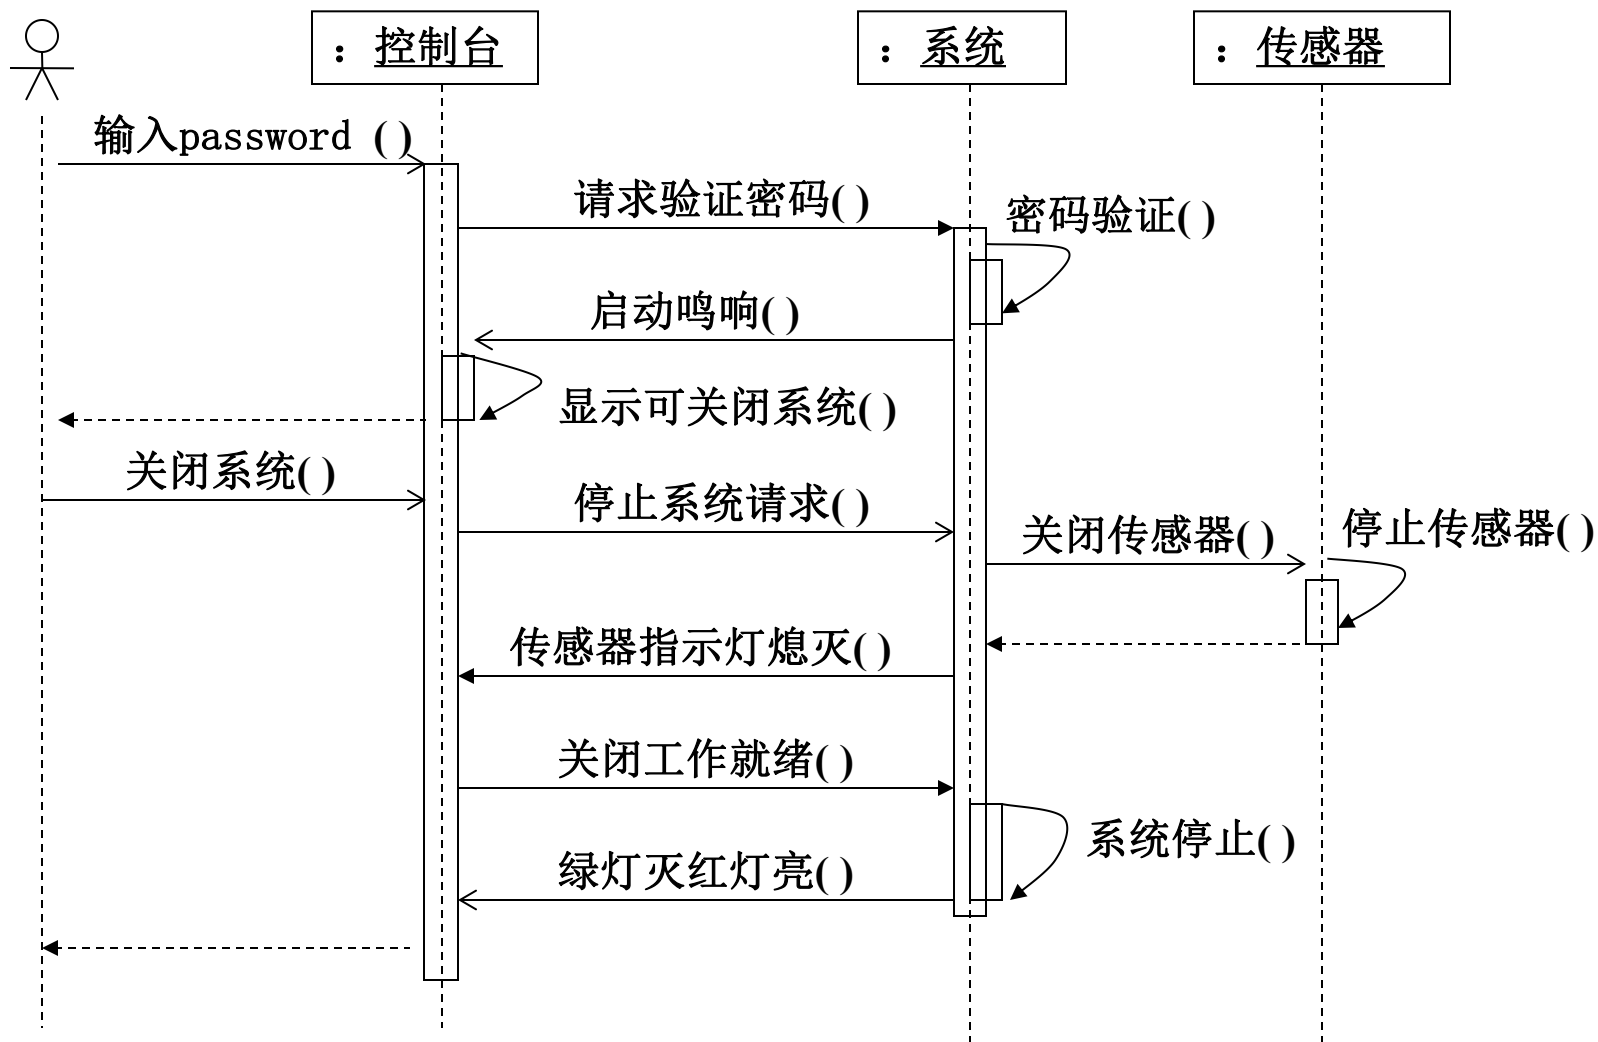 ：控制台
：系统
：传感器
输入password ( )
请求验证密码( )
密码验证( )
启动鸣响( )
显示可关闭系统( )
关闭系统( )
停止系统请求( )
关闭传感器( )
停止传感器( )
传感器指示灯熄灭( )
关闭工作就绪( )
系统停止( )
绿灯灭红灯亮( )